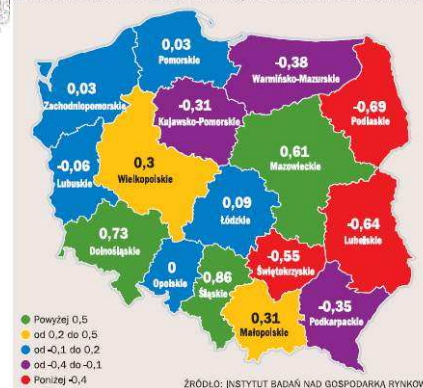 0,03
Pomorskie
-0,38
Warmińsko-Mazurskie
0,03
Zachodniopomorskie
-0,31
Kujawsko-Pomorskie
-0,69
Podlaskie
-0,06
Lubuskie
0,3
Wielkopolskie
0,61
Mazowieckie
0,09
Łódzkie
0,73
Dolnośląskie
-0,64
Lubelskie
0
Opolskie
0,86
Śląskie
-0,55
Świętokrzyskie
0,31
Małopolskie
-0,35
Podkarpackie
Powyżej 0,5
od 0,2 do 0,5
od -0,1 do 0,2
od -0,4 do -0,1
Poniżej -0,4
ŹRÓDŁO: INSTYTUT BADAŃ NAD GOSPODARKĄ RYNKOW